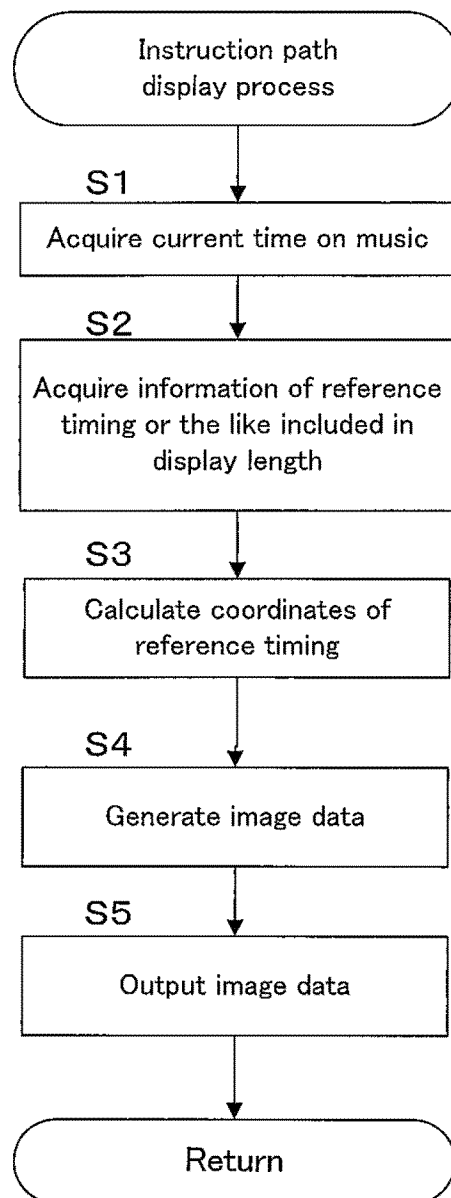 Instruction path
display process
S1
Acquire current time on music
S2
Acquire information of reference
timing or the like included in
display length
S3
Calculate coordinates of
reference timing
S4
Generate image data
S5
Output image data
Return